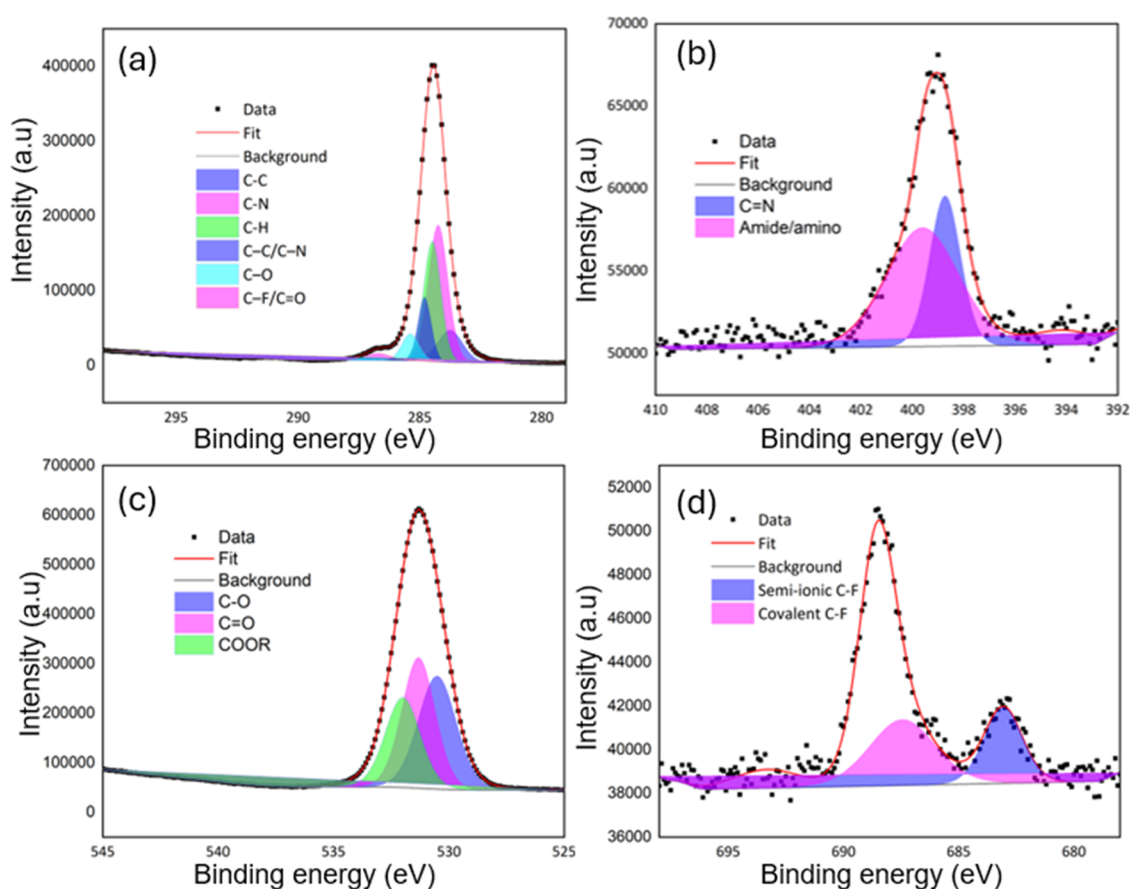 (a)
Intensity (a.u)
400000
300000
200000
100000
0
Data
Fit
Background
C-C
C-N
C-H
C–C/C–N
C–O
C–F/C=O
295 290 285 280
Binding energy (eV)
(b)
Intensity (a.u)
70000
65000
60000
55000
50000
Data
Fit
Background
C=N
Amide/amino
410 408 406 404 402 400 398 396 394 392
Binding energy (eV)
(c)
Intensity (a.u)
700000
600000
500000
400000
300000
200000
100000
0
Data
Fit
Background
C-O
C=O
COOR
545 540 535 530 525
Binding energy (eV)
(d)
Intensity (a.u)
52000
50000
48000
46000
44000
42000
40000
38000
36000
Data
Fit
Background
Semi-ionic C-F
Covalent C-F
695 690 685 680
Binding energy (eV)